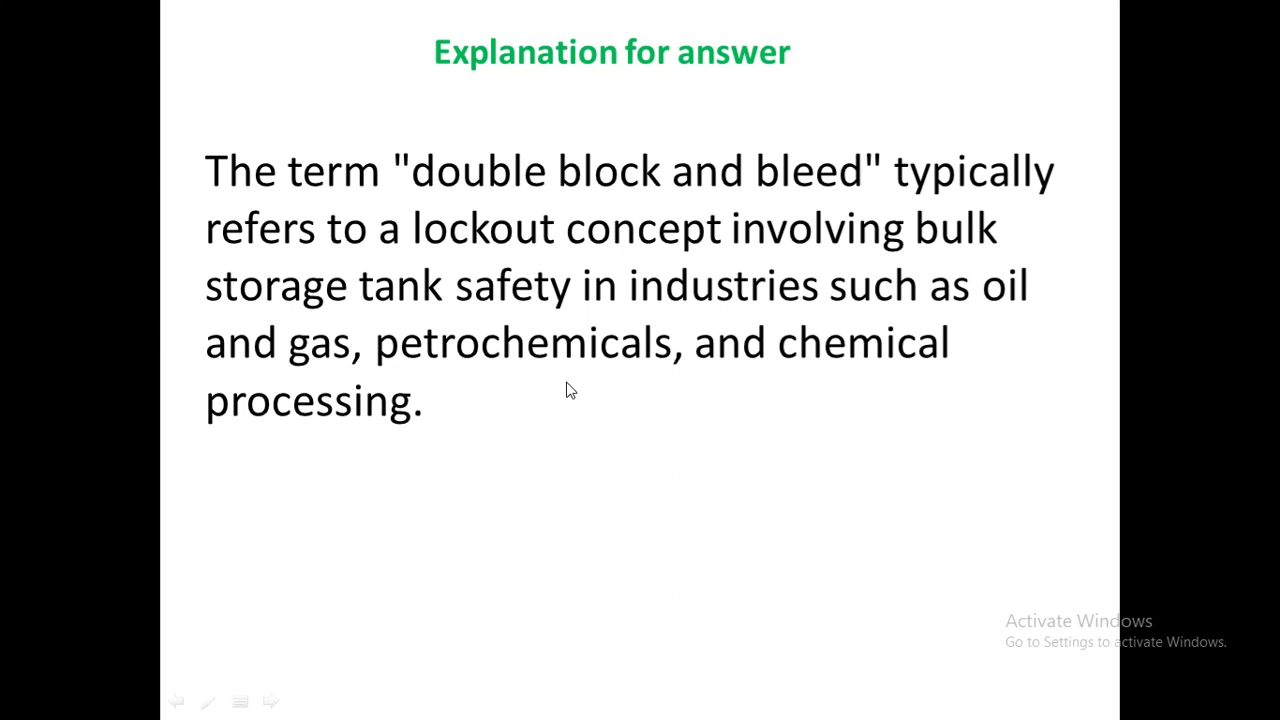 Explanation for answer
The term "double block and bleed" typically
refers to a lockout concept involving bulk
storage tank safety in industries such as oil
and gas, petrochemicals, and chemical
processing.
Activate Windows
Go to Settings to activate Windows.